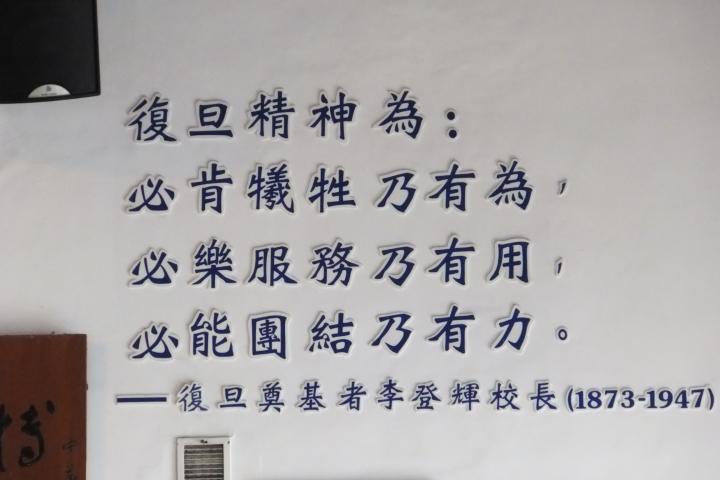 復旦精神為：
必肯犧牲乃有為，
必樂服務乃有用，
必能團結乃有力。
——復旦奠基者李登輝校長(1873-1947)